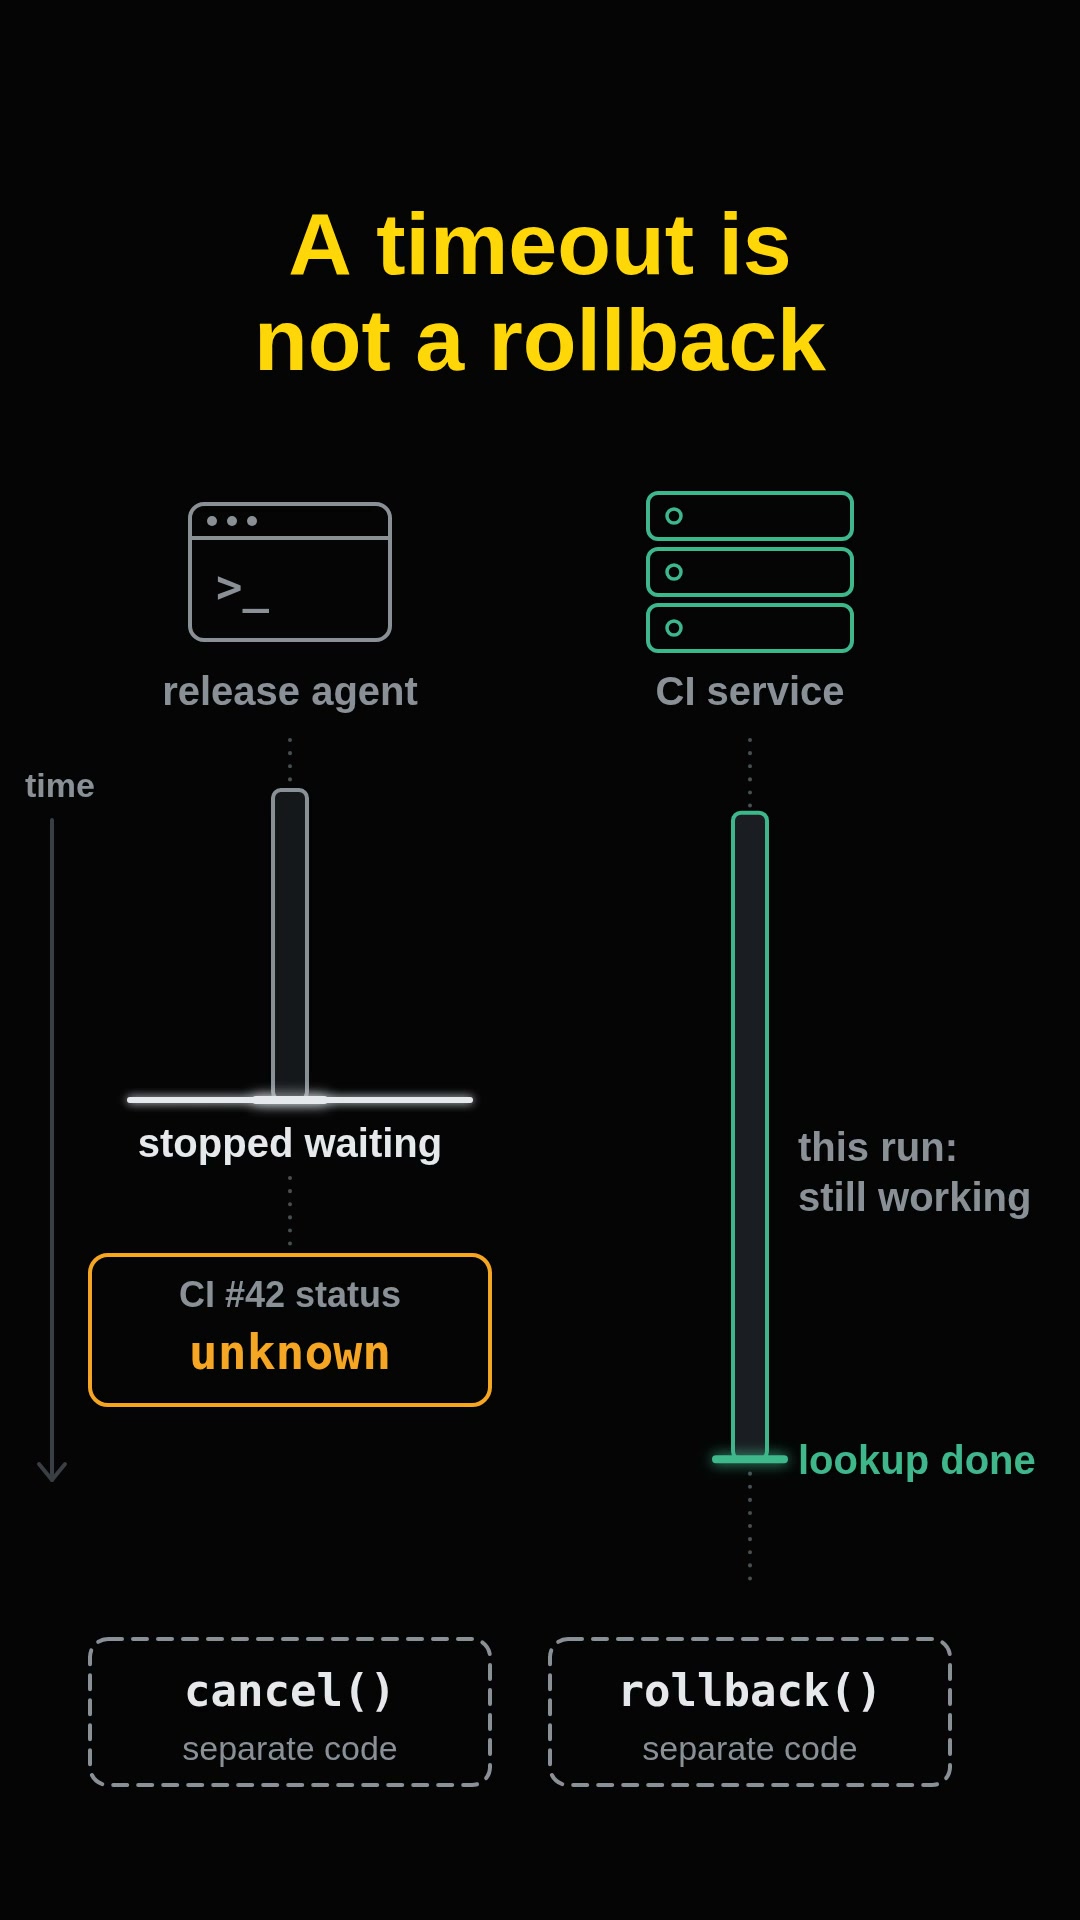 A timeout is
not a rollback
>_
release agent
CI service
time
stopped waiting
this run:
still working
CI #42 status
unknown
lookup done
cancel()
separate code
rollback()
separate code